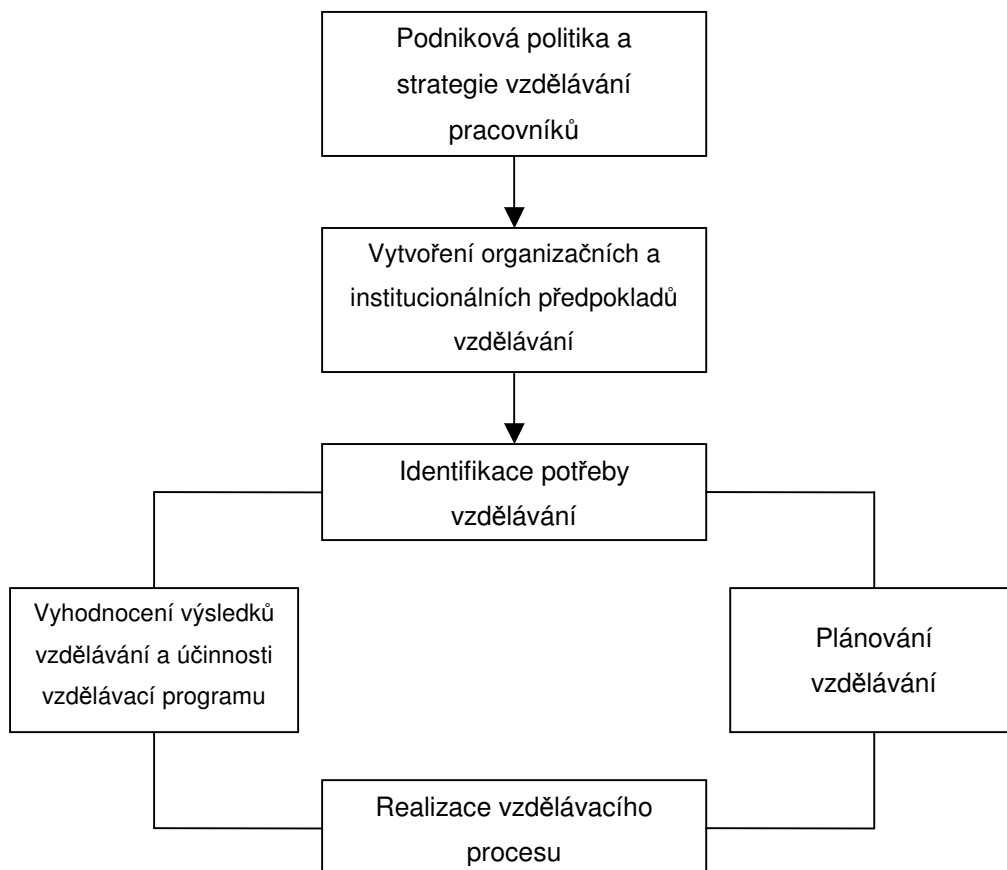 Podniková politika a
strategie vzdělávání
pracovníků
Vytvoření organizačních a
institucionálních předpokladů
vzdělávání
Identifikace potřeby
vzdělávání
Vyhodnocení výsledků
vzdělávání a účinnosti
vzdělávací programu
Plánování
vzdělávání
Realizace vzdělávacího
procesu